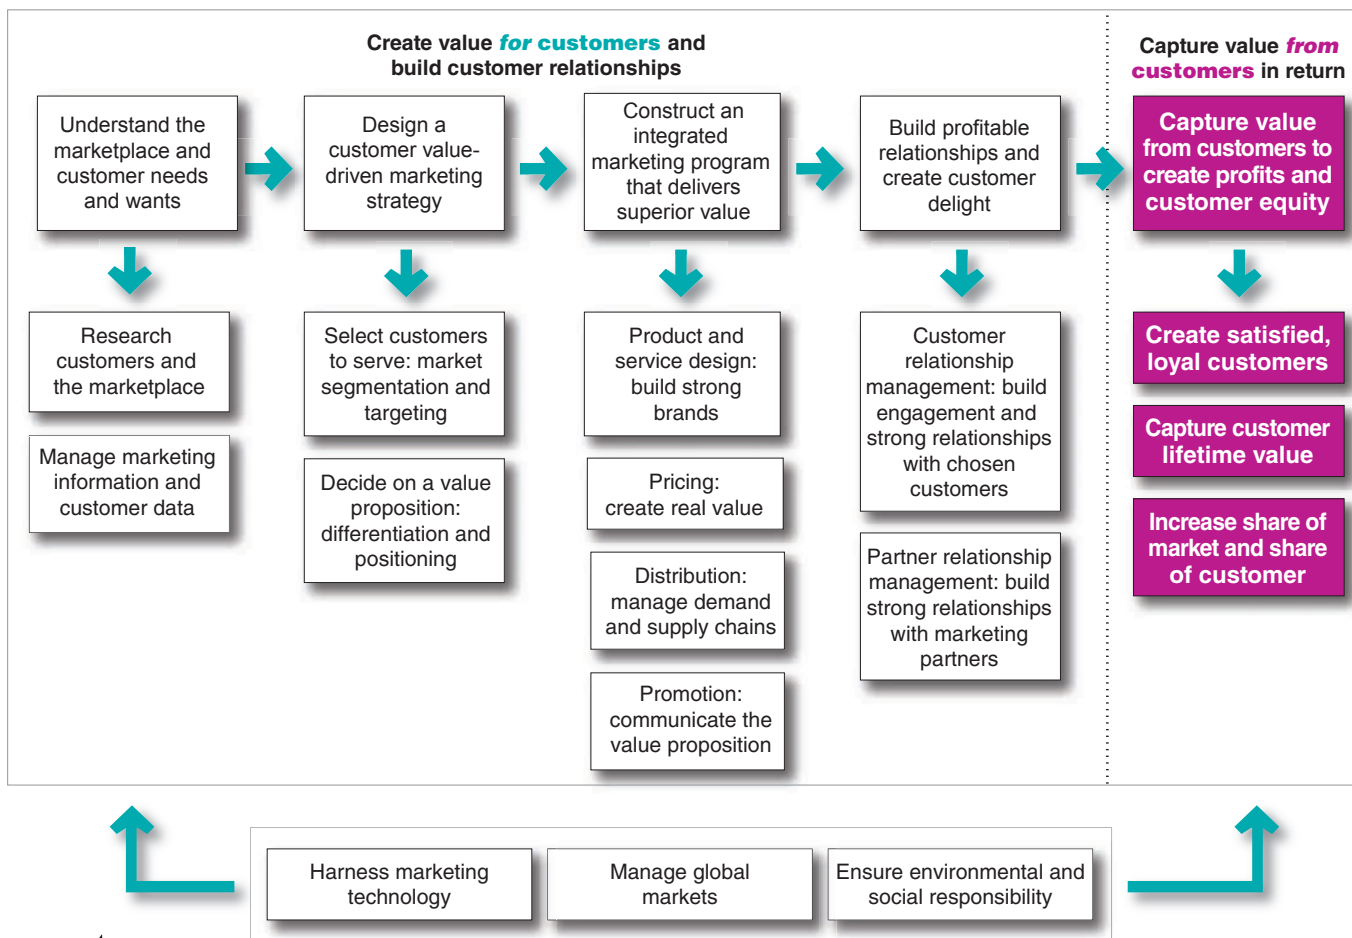 Create value for customers and
build customer relationships
Capture value from
customers in return
Understand the
marketplace and
customer needs
and wants
Design a
customer value-
driven marketing
strategy
Construct an
integrated
marketing program
that delivers
superior value
Build profitable
relationships and
create customer
delight
Capture value
from customers to
create profits and
customer equity
Research
customers and
the marketplace
Manage marketing
information and
customer data
Select customers
to serve: market
segmentation and
targeting
Decide on a value
proposition:
differentiation and
positioning
Product and
service design:
build strong
brands
Pricing:
create real value
Distribution:
manage demand
and supply chains
Promotion:
communicate the
value proposition
Customer
relationship
management: build
engagement and
strong relationships
with chosen
customers
Partner relationship
management: build
strong relationships
with marketing
partners
Create satisfied,
loyal customers
Capture customer
lifetime value
Increase share of
market and share
of customer
Harness marketing
technology
Manage global
markets
Ensure environmental and
social responsibility